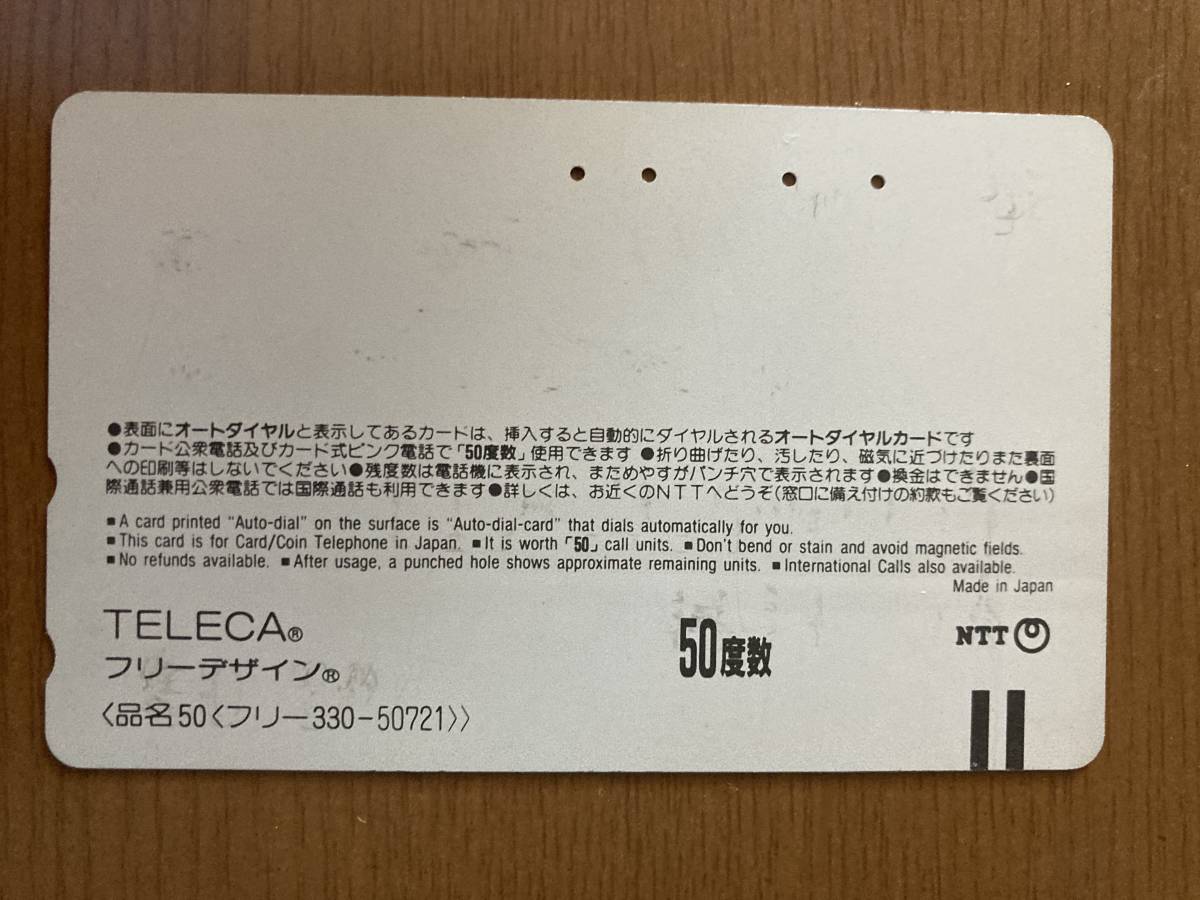 ●表面にオートダイヤルと表示してあるカードは、挿入すると自動的にダイヤルされるオートダイヤルカードです
●カード公衆電話及びカード式ピンク電話で「50度数」使用できます ●折り曲げたり、汚したり、磁気に近づけたりまた裏面
への印刷等はしないでください●残度数は電話機に表示され、まためやすがパンチ穴で表示されます●換金はできません●国
際通話兼用公衆電話では国際通話も利用できます●詳しくは、お近くのNTTへどうぞ(窓口に備え付けの約款もご覧ください)
■A card printed “Auto-dial” on the surface is “Auto-dial-card” that dials automatically for you.
■This card is for Card/Coin Telephone in Japan. ■It is worth「50」call units. ■Don't bend or stain and avoid magnetic fields.
■No refunds available. ■After usage, a punched hole shows approximate remaining units. ■International Calls also available.
Made in Japan
TELECA®
フリーデザイン®
〈品名50〈フリー330-50721〉〉
50度数
NTT